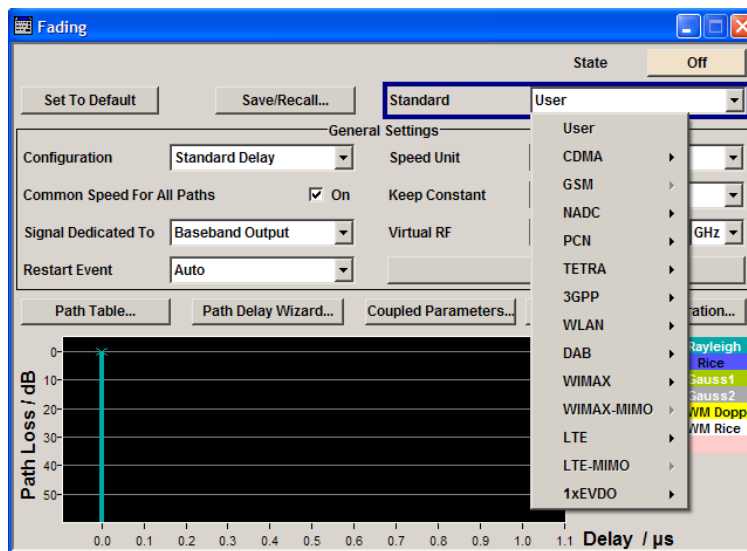 Fading
State Off
Set To Default Save/Recall... Standard User
General Settings
User
Configuration Standard Delay Speed Unit
CDMA
Common Speed For All Paths On Keep Constant
GSM
NADC
Signal Dedicated To Baseband Output Virtual RF GHz
PCN
Restart Event Auto
TETRA
3GPP
Path Table... Path Delay Wizard... Coupled Parameters...
WLAN
DAB
WIMAX
WIMAX-MIMO
LTE
LTE-MIMO
1xEVDO
Rayleigh
Rice
Gauss1
Gauss2
WM Dopp
WM Rice
Path Loss / dB
0
10
20
30
40
50
0.0 0.1 0.2 0.3 0.4 0.5 0.6 0.7 0.8 0.9 1.0 1.1 Delay / µs